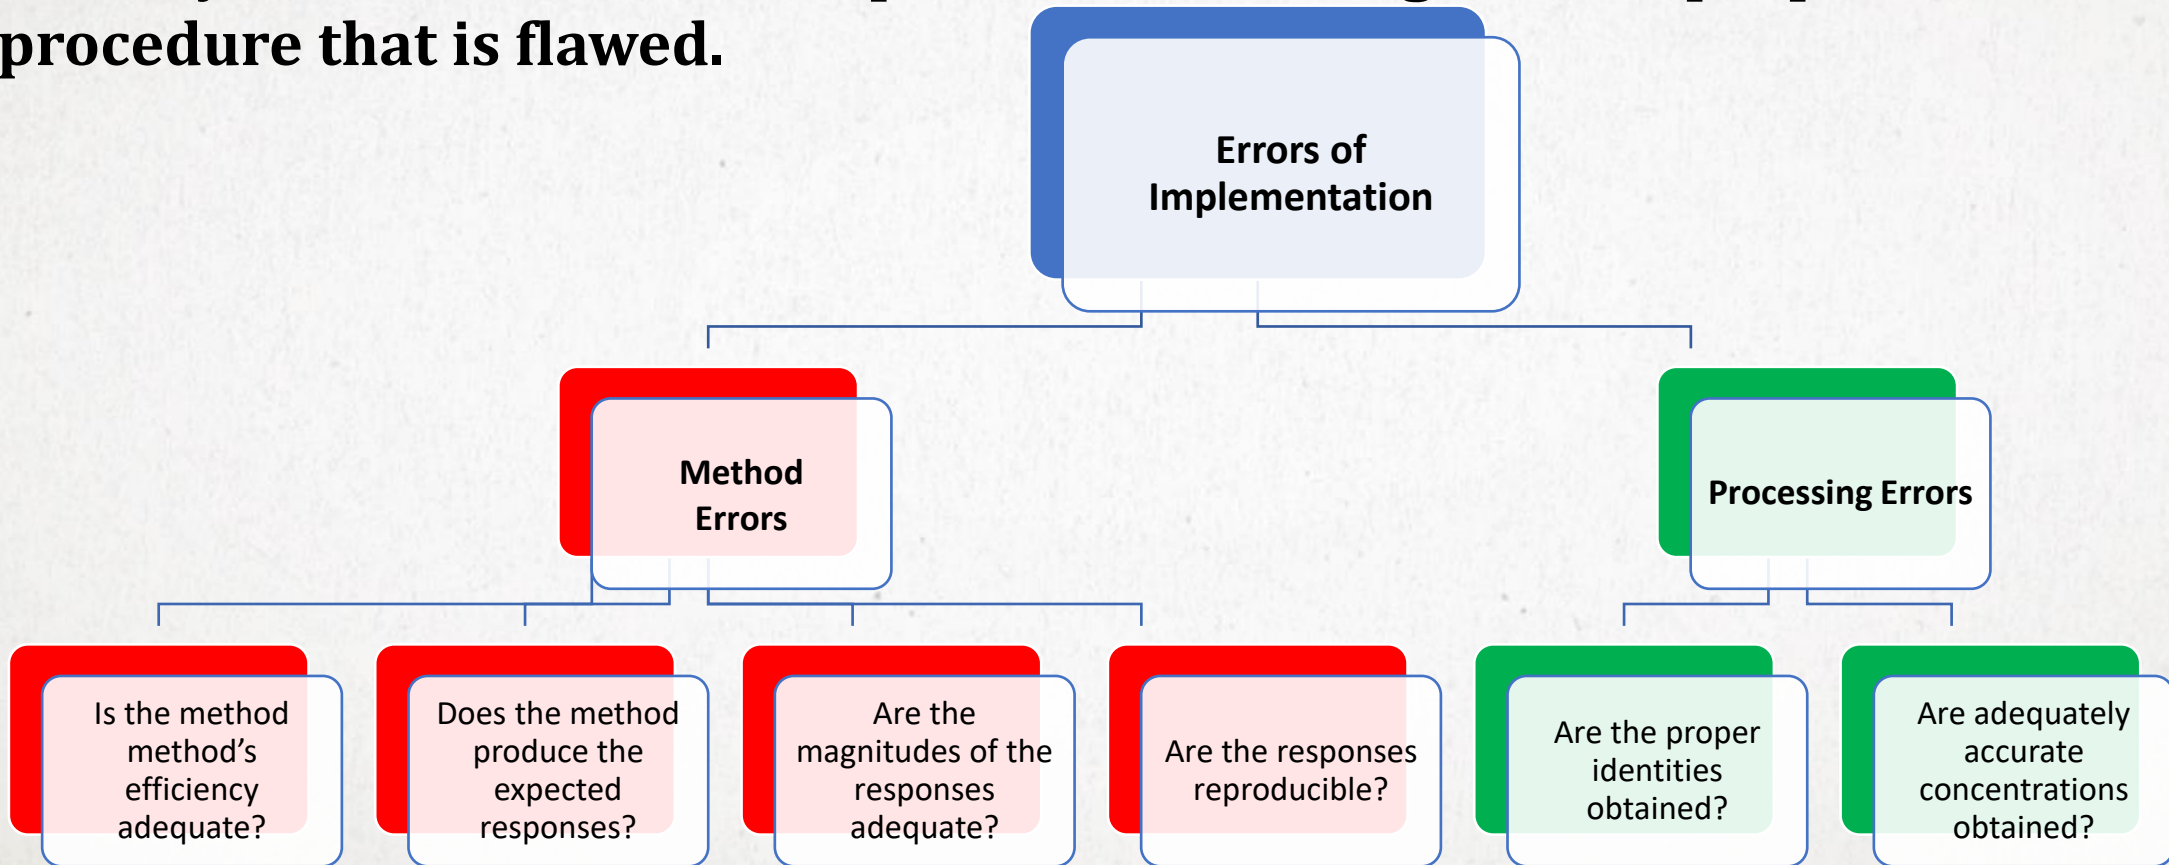 procedure that is flawed.
Errors of
Implementation
Method
Errors
Processing Errors
Is the method
method’s
efficiency
adequate?
Does the method
produce the
expected
responses?
Are the
magnitudes of the
responses
adequate?
Are the responses
reproducible?
Are the proper
identities
obtained?
Are adequately
accurate
concentrations
obtained?